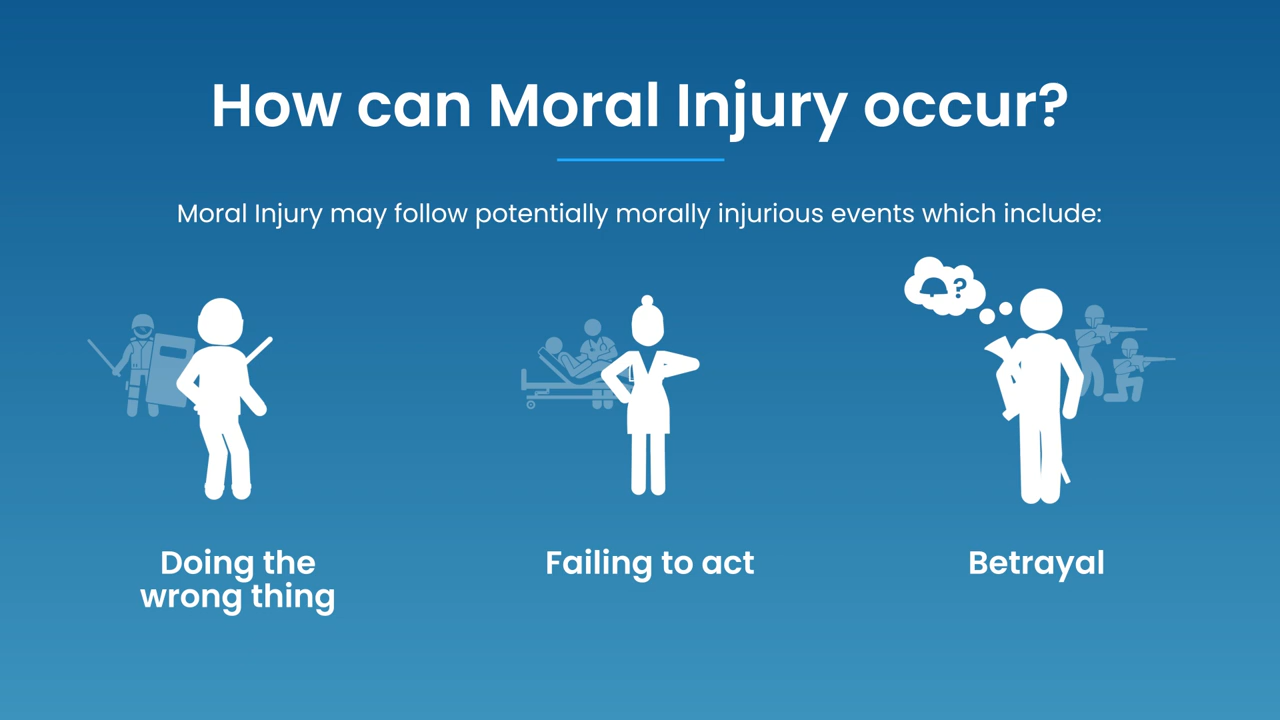 How can Moral Injury occur?
Moral Injury may follow potentially morally injurious events which include:
?
Doing the
wrong thing
Failing to act
Betrayal